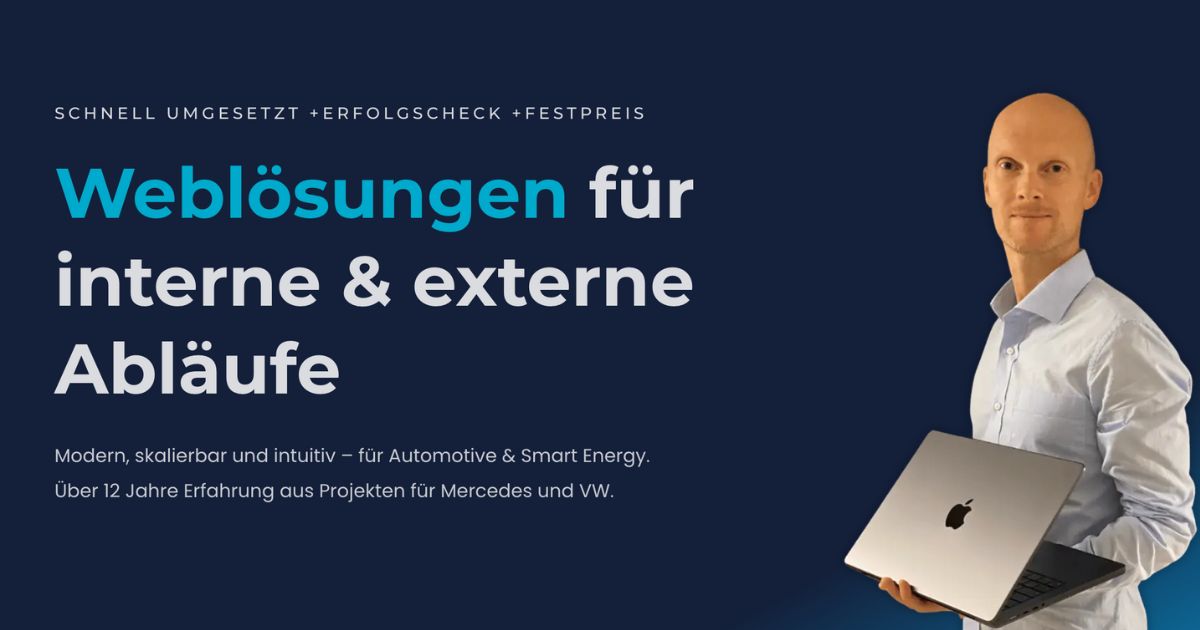 SCHNELL UMGESETZT +ERFOLGSCHECK +FESTPREIS
Weblösungen für
interne & externe
Abläufe
Modern, skalierbar und intuitiv – für Automotive & Smart Energy.
Über 12 Jahre Erfahrung aus Projekten für Mercedes und VW.